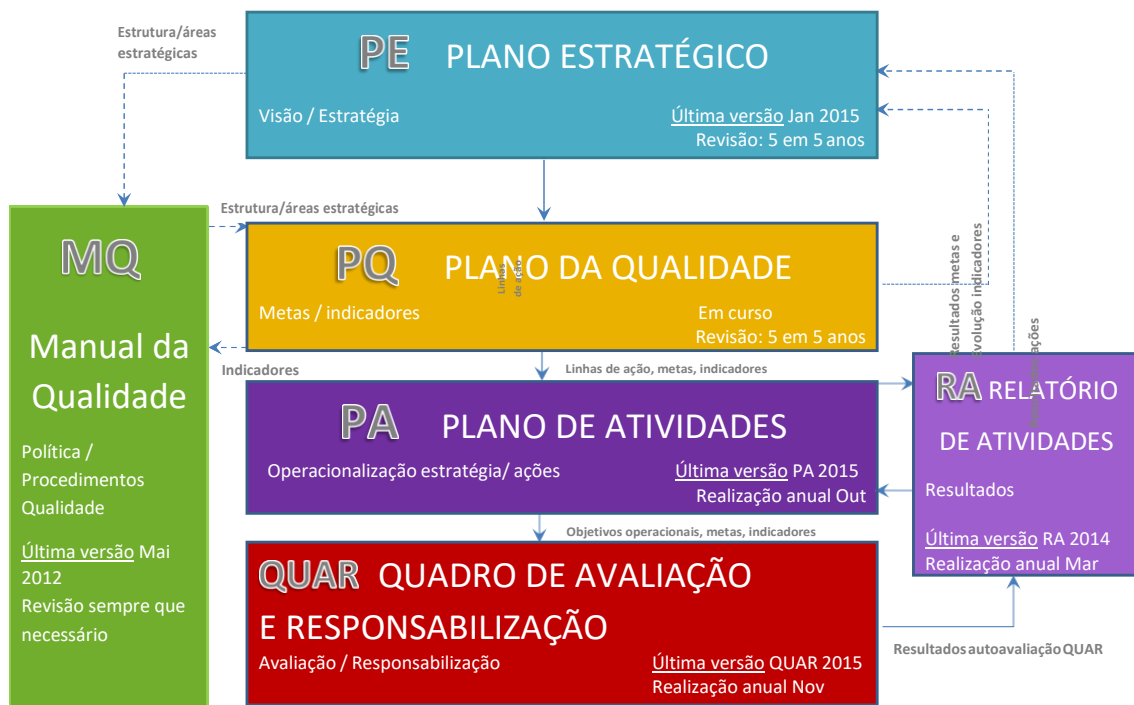 Estrutura/áreas
estratégicas
PE PLANO ESTRATÉGICO
Visão / Estratégia
Última versão Jan 2015
Revisão: 5 em 5 anos
Estrutura/áreas estratégicas
MQ
Manual da
Qualidade
Política /
Procedimentos
Qualidade
Última versão Mai
2012
Revisão sempre que
necessário
PQ PLANO DA QUALIDADE
Linhas
de ação,
Metas / indicadores
Em curso
Revisão: 5 em 5 anos
Indicadores
Linhas de ação, metas, indicadores
Resultados metas e
Evolução indicadores
ações
PA PLANO DE ATIVIDADES
Operacionalização estratégia/ ações
Última versão PA 2015
Realização anual Out
RA RELATÓRIO
DE ATIVIDADES
Resultados
Última versão RA 2014
Realização anual Mar
Objetivos operacionais, metas, indicadores
QUAR QUADRO DE AVALIAÇÃO
E RESPONSABILIZAÇÃO
Avaliação / Responsabilização
Última versão QUAR 2015
Realização anual Nov
Resultados autoavaliação QUAR